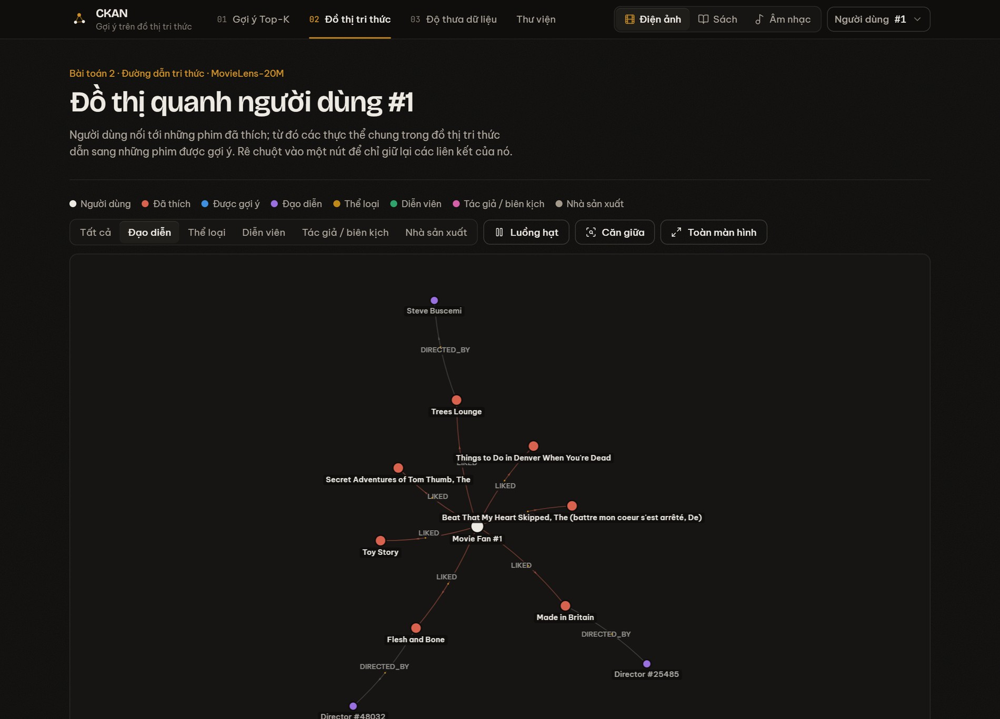 CKAN
Gợi ý trên đồ thị tri thức
01 Gợi ý Top-K
02 Đồ thị tri thức
03 Độ thưa dữ liệu
Thư viện
Điện ảnh
Sách
Âm nhạc
Người dùng #1
Bài toán 2 · Đường dẫn tri thức · MovieLens-20M
Đồ thị quanh người dùng #1
Người dùng nối tới những phim đã thích; từ đó các thực thể chung trong đồ thị tri thức
dẫn sang những phim được gợi ý. Rê chuột vào một nút để chỉ giữ lại các liên kết của nó.
Người dùng
Đã thích
Được gợi ý
Đạo diễn
Thể loại
Diễn viên
Tác giả / biên kịch
Nhà sản xuất
Tất cả
Đạo diễn
Thể loại
Diễn viên
Tác giả / biên kịch
Nhà sản xuất
Luồng hạt
Căn giữa
Toàn màn hình
Steve Buscemi
DIRECTED_BY
Trees Lounge
Things to Do in Denver When You're Dead
LIKED
Secret Adventures of Tom Thumb, The
LIKED
LIKED
Beat That My Heart Skipped, The (battre mon coeur s'est arrêté, De)
LIKED
Movie Fan #1
Toy Story
LIKED
LIKED
Made in Britain
DIRECTED_BY
Flesh and Bone
DIRECTED_BY
Director #25485
Director #48032